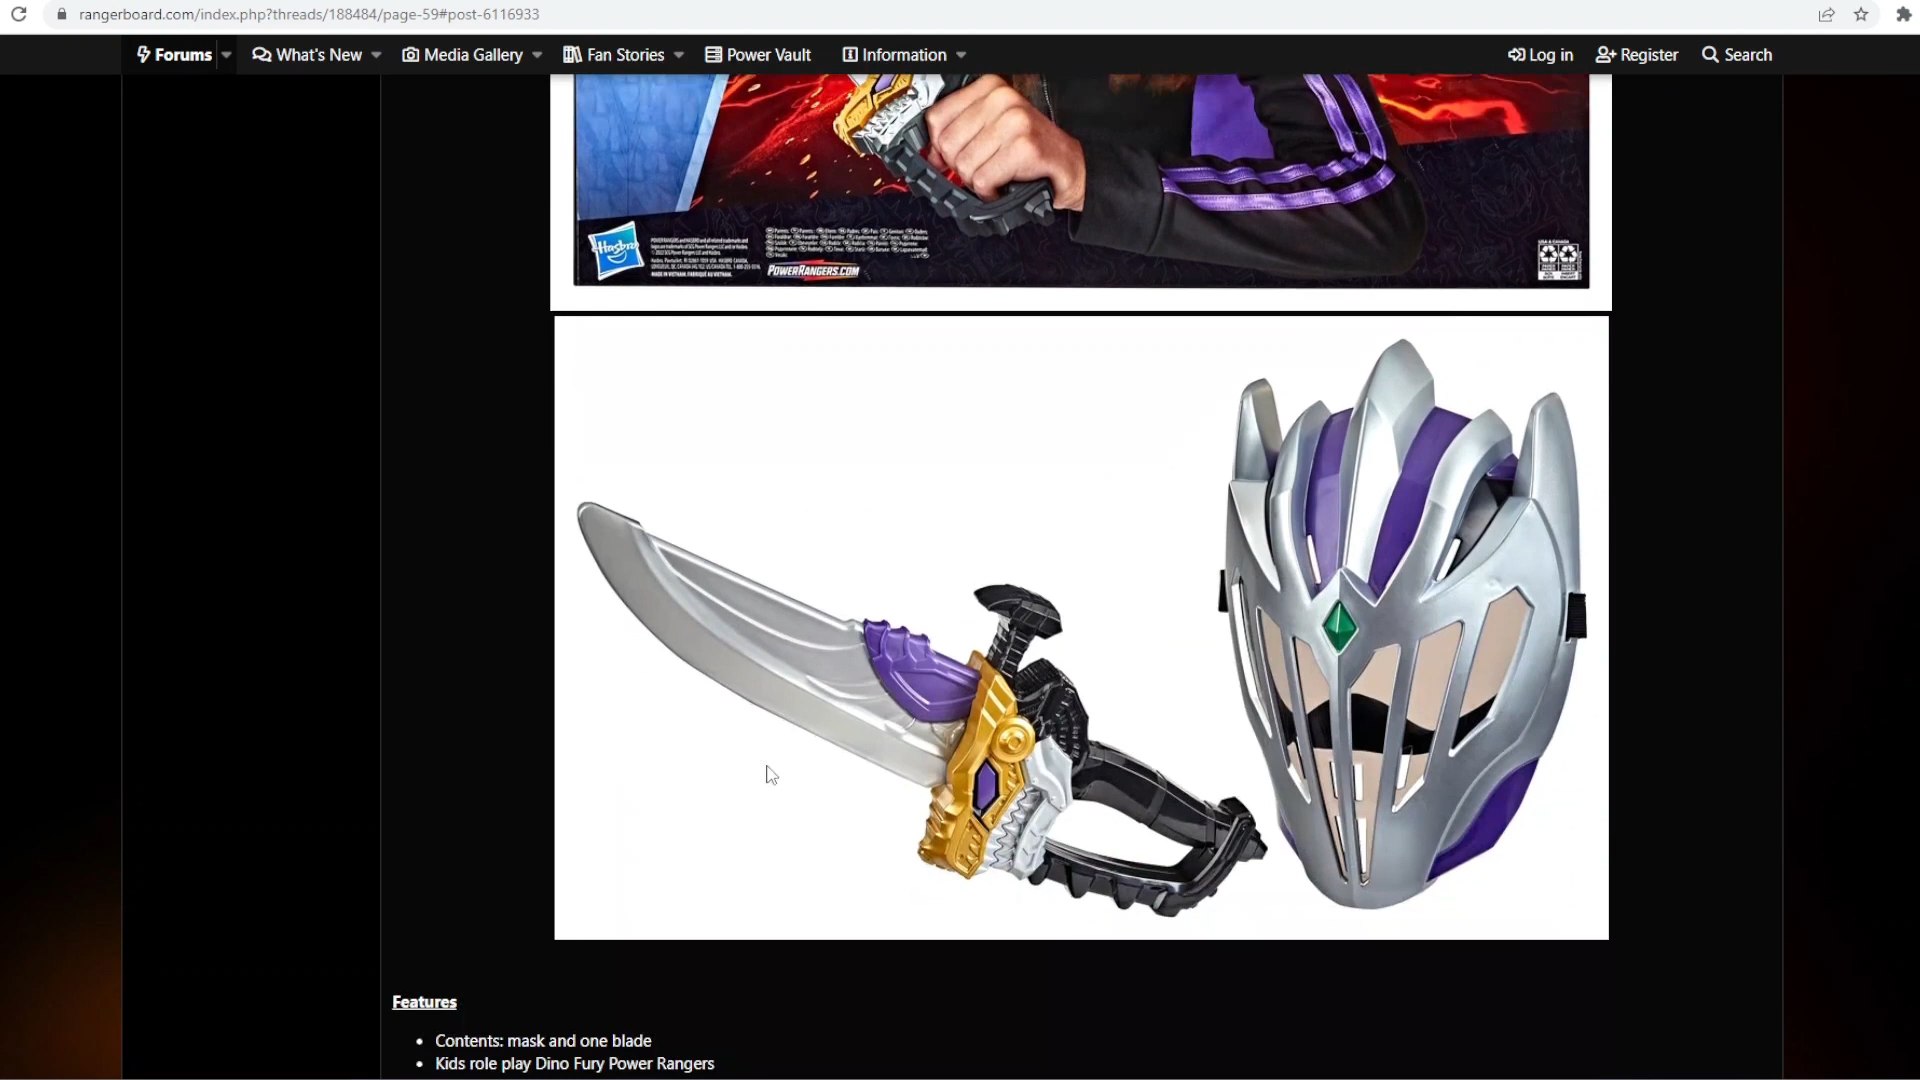 rangerboard.com/index.php?threads/188484/page-59#post-6116933
Forums
What's New
Media Gallery
Fan Stories
Power Vault
Information
Log in
Register
Search
Hasbro
POWERRANGERS.COM
Features
Contents: mask and one blade
Kids role play Dino Fury Power Rangers